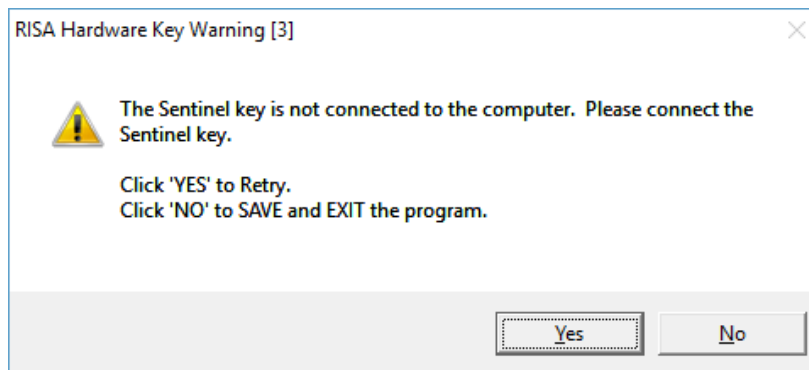 RISA Hardware Key Warning [3]
The Sentinel key is not connected to the computer.  Please connect the
Sentinel key.
Click 'YES' to Retry.
Click 'NO' to SAVE and EXIT the program.
Yes
No